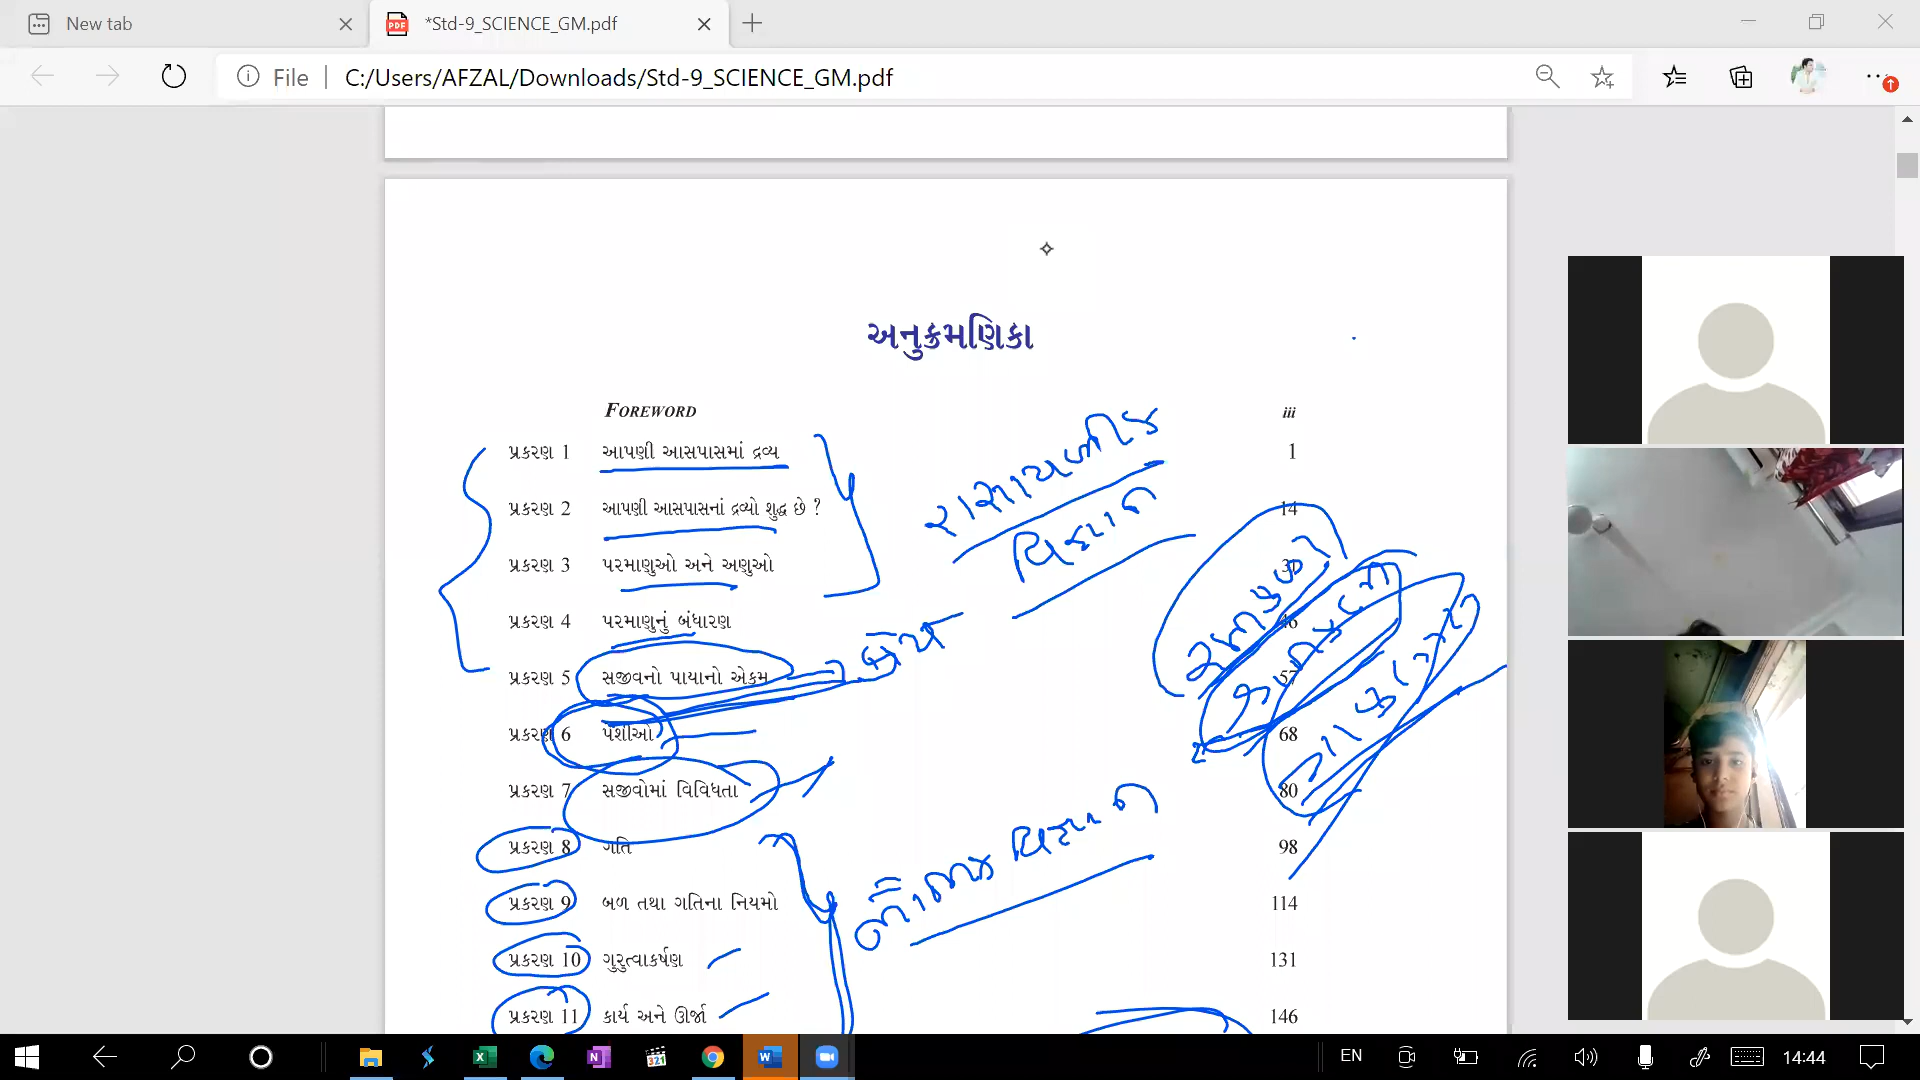 New tab
*Std-9_SCIENCE_GM.pdf
File | C:/Users/AFZAL/Downloads/Std-9_SCIENCE_GM.pdf
અનુક્રમણિકા
FOREWORD iii
પ્રકરણ 1 આપણી આસપાસમાં દ્રવ્ય 1
પ્રકરણ 2 આપણી આસપાસનાં દ્રવ્યો શુદ્ધ છે ? 14
પ્રકરણ 3 પરમાણુઓ અને અણુઓ 31
પ્રકરણ 4 પરમાણુનું બંધારણ 46
પ્રકરણ 5 સજીવનો પાયાનો એકમ 57
પ્રકરણ 6 પેશીઓ 68
પ્રકરણ 7 સજીવોમાં વિવિધતા 80
પ્રકરણ 8 ગતિ 98
પ્રકરણ 9 બળ તથા ગતિના નિયમો 114
પ્રકરણ 10 ગુરુત્વાકર્ષણ 131
પ્રકરણ 11 કાર્ય અને ઊર્જા 146
વિજ્ઞાન
ભૌતિક વિજ્ઞાન
EN
14:44